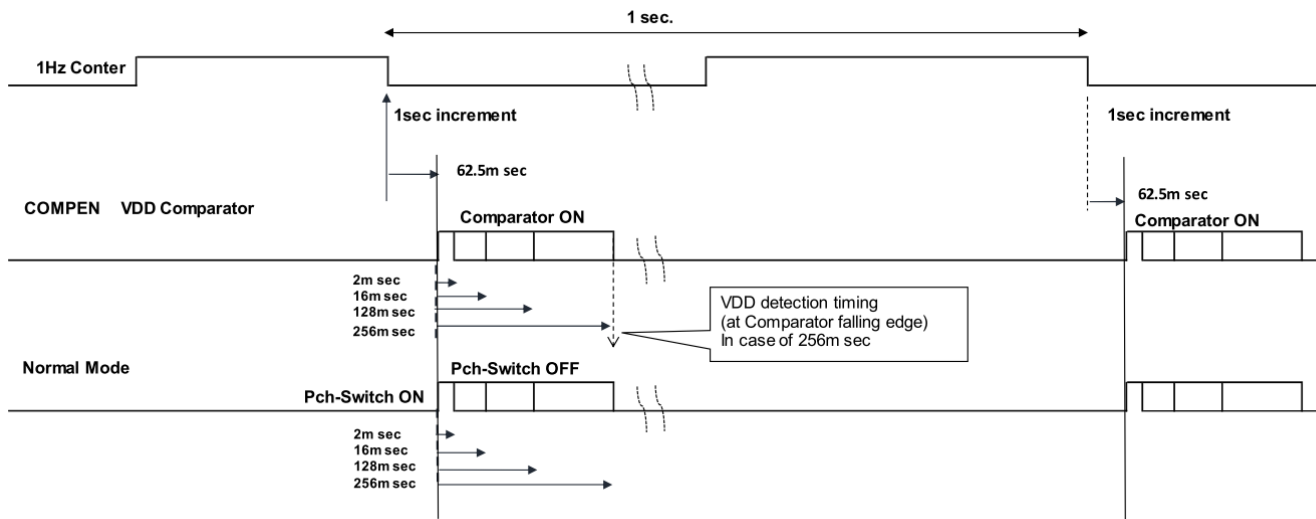 1 sec.
1Hz Conter
1sec increment
1sec increment
62.5m sec
62.5m sec
COMPEN VDD Comparator
Comparator ON
Comparator ON
2m sec
16m sec
128m sec
256m sec
VDD detection timing
(at Comparator falling edge)
In case of 256m sec
Normal Mode
Pch-Switch OFF
Pch-Switch ON
2m sec
16m sec
128m sec
256m sec